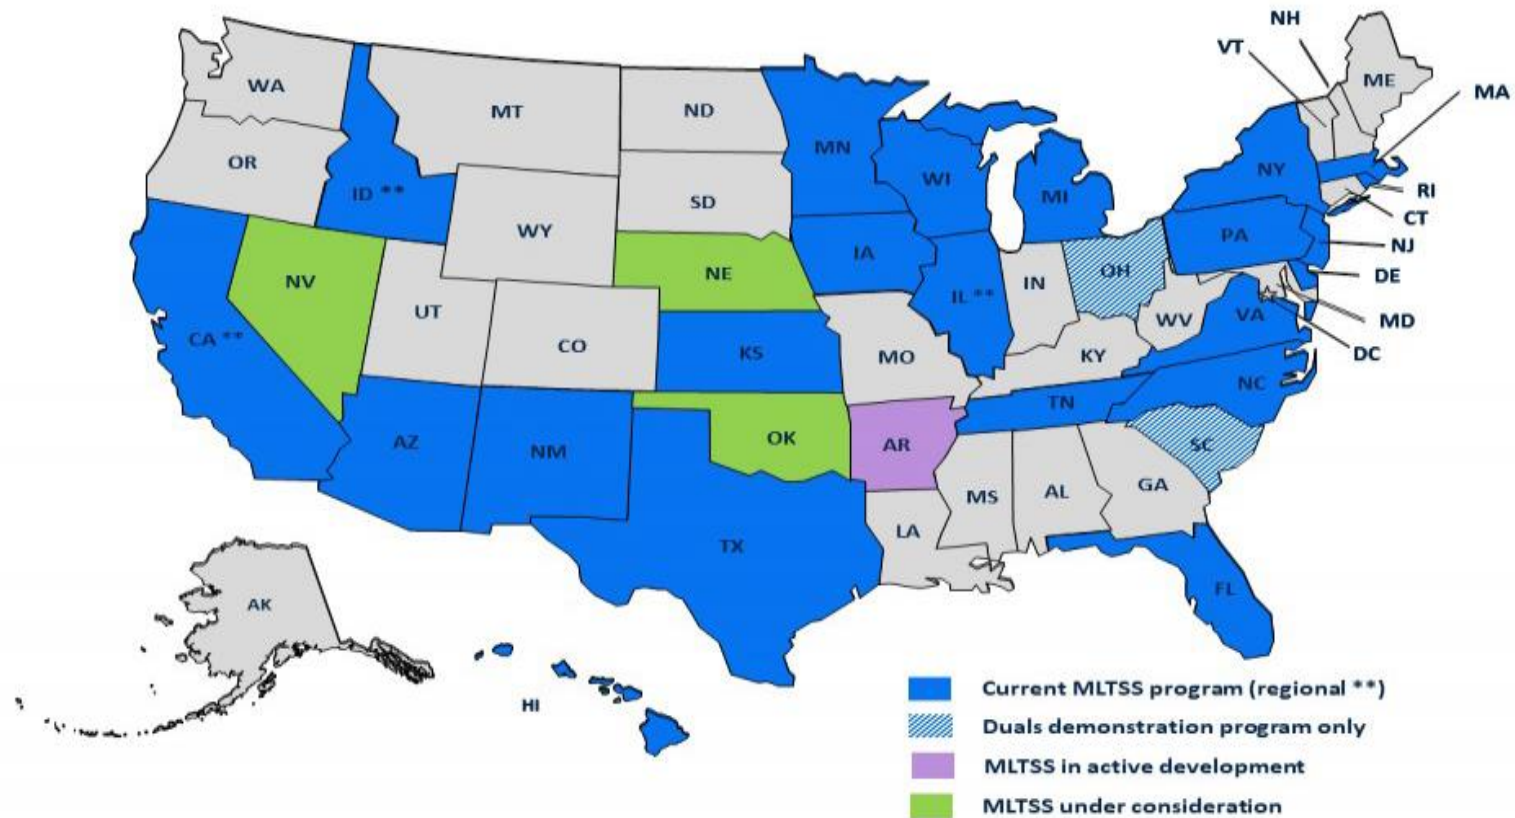 NH
VT
ME
WA
MT
ND
MA
MN
OR
NY
WI
ID **
MI
RI
SD
CT
WY
PA
NJ
IA
NE
OH
DE
NV
IN
IL **
UT
WV
VA
MD
CA **
CO
KS
MO
KY
DC
NC
TN
AZ
OK
AR
SC
NM
MS
AL
GA
LA
TX
FL
AK
HI
Current MLTSS program (regional **)
Duals demonstration program only
MLTSS in active development
MLTSS under consideration